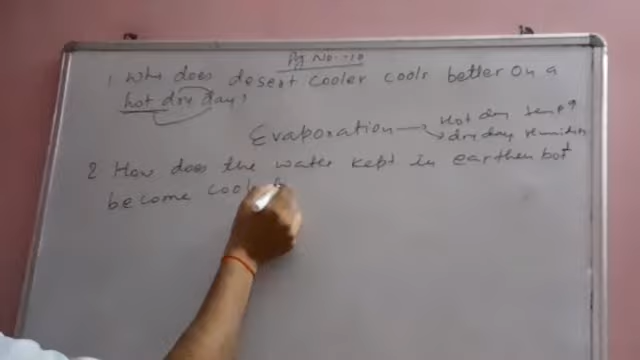 Pg No. - 10
1 Why does desert cooler cools better on a
hot dry day?
Evaporation → Hot day temp↑
→ dry day humidity
2 How does the water kept in earthen pot
become cool